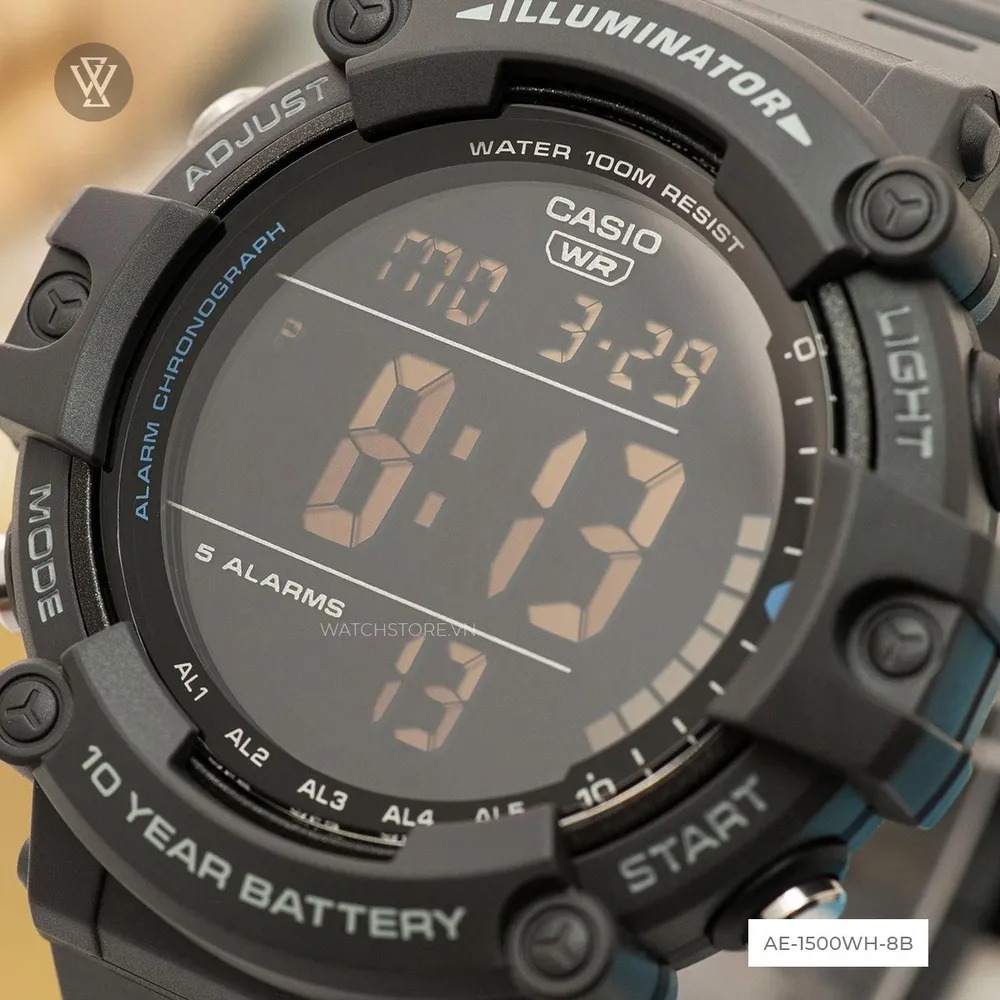 ILLUMINATOR
ADJUST
WATER 100M RESIST
CASIO
WR
ALARM CHRONOGRAPH
MO 3-29
P
LIGHT
0
8:13
MODE
5 ALARMS
WATCHSTORE.VN
13
AL1
AL2
AL3
AL4
AL5
10
START
10 YEAR BATTERY
AE-1500WH-8B